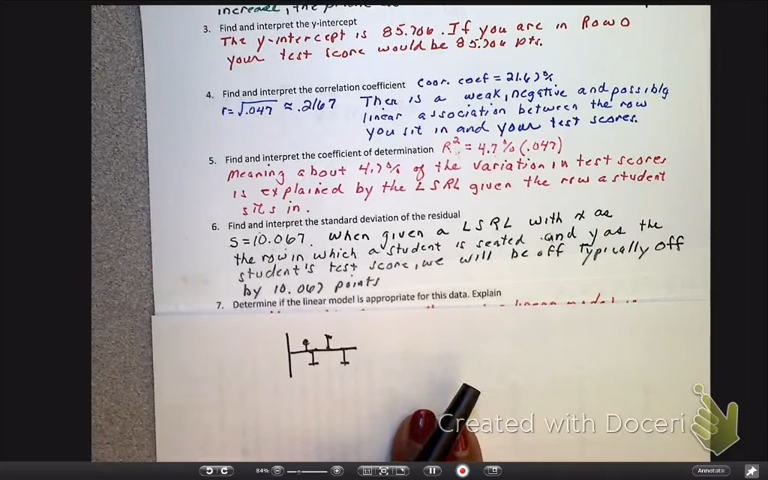 3. Find and interpret the y-intercept
The y-intercept is 85.706. If you are in Row 0
your test score would be 85.706 pts.
4. Find and interpret the correlation coefficient Coor. coef = 21.67%
r=√.047 ≈ .2167 There is a weak, negative and possibly
linear association between the row
you sit in and your test scores.
5. Find and interpret the coefficient of determination R² = 4.7% (.047)
Meaning about 4.7% of the variation in test scores
is explained by the LSRL given the row a student
sits in.
6. Find and interpret the standard deviation of the residual
S=10.067. When given a LSRL with x as
the row in which a student is seated and y as the
student's test score, we will be off typically off
by 10.067 points
7. Determine if the linear model is appropriate for this data. Explain
Created with Doceri
84%
Annotate